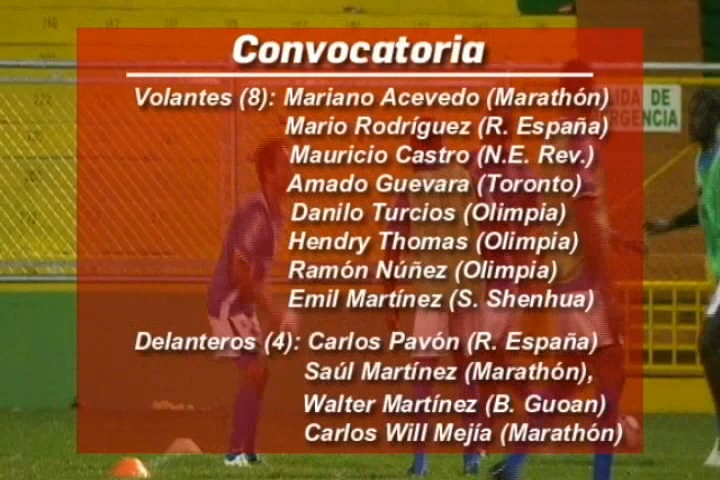 Convocatoria
Volantes (8): Mariano Acevedo (Marathón)
Mario Rodríguez (R. España)
Mauricio Castro (N.E. Rev.)
Amado Guevara (Toronto)
Danilo Turcios (Olimpia)
Hendry Thomas (Olimpia)
Ramón Núñez (Olimpia)
Emil Martínez (S. Shenhua)
Delanteros (4): Carlos Pavón (R. España)
Saúl Martínez (Marathón),
Walter Martínez (B. Guoan)
Carlos Will Mejía (Marathón)
DE